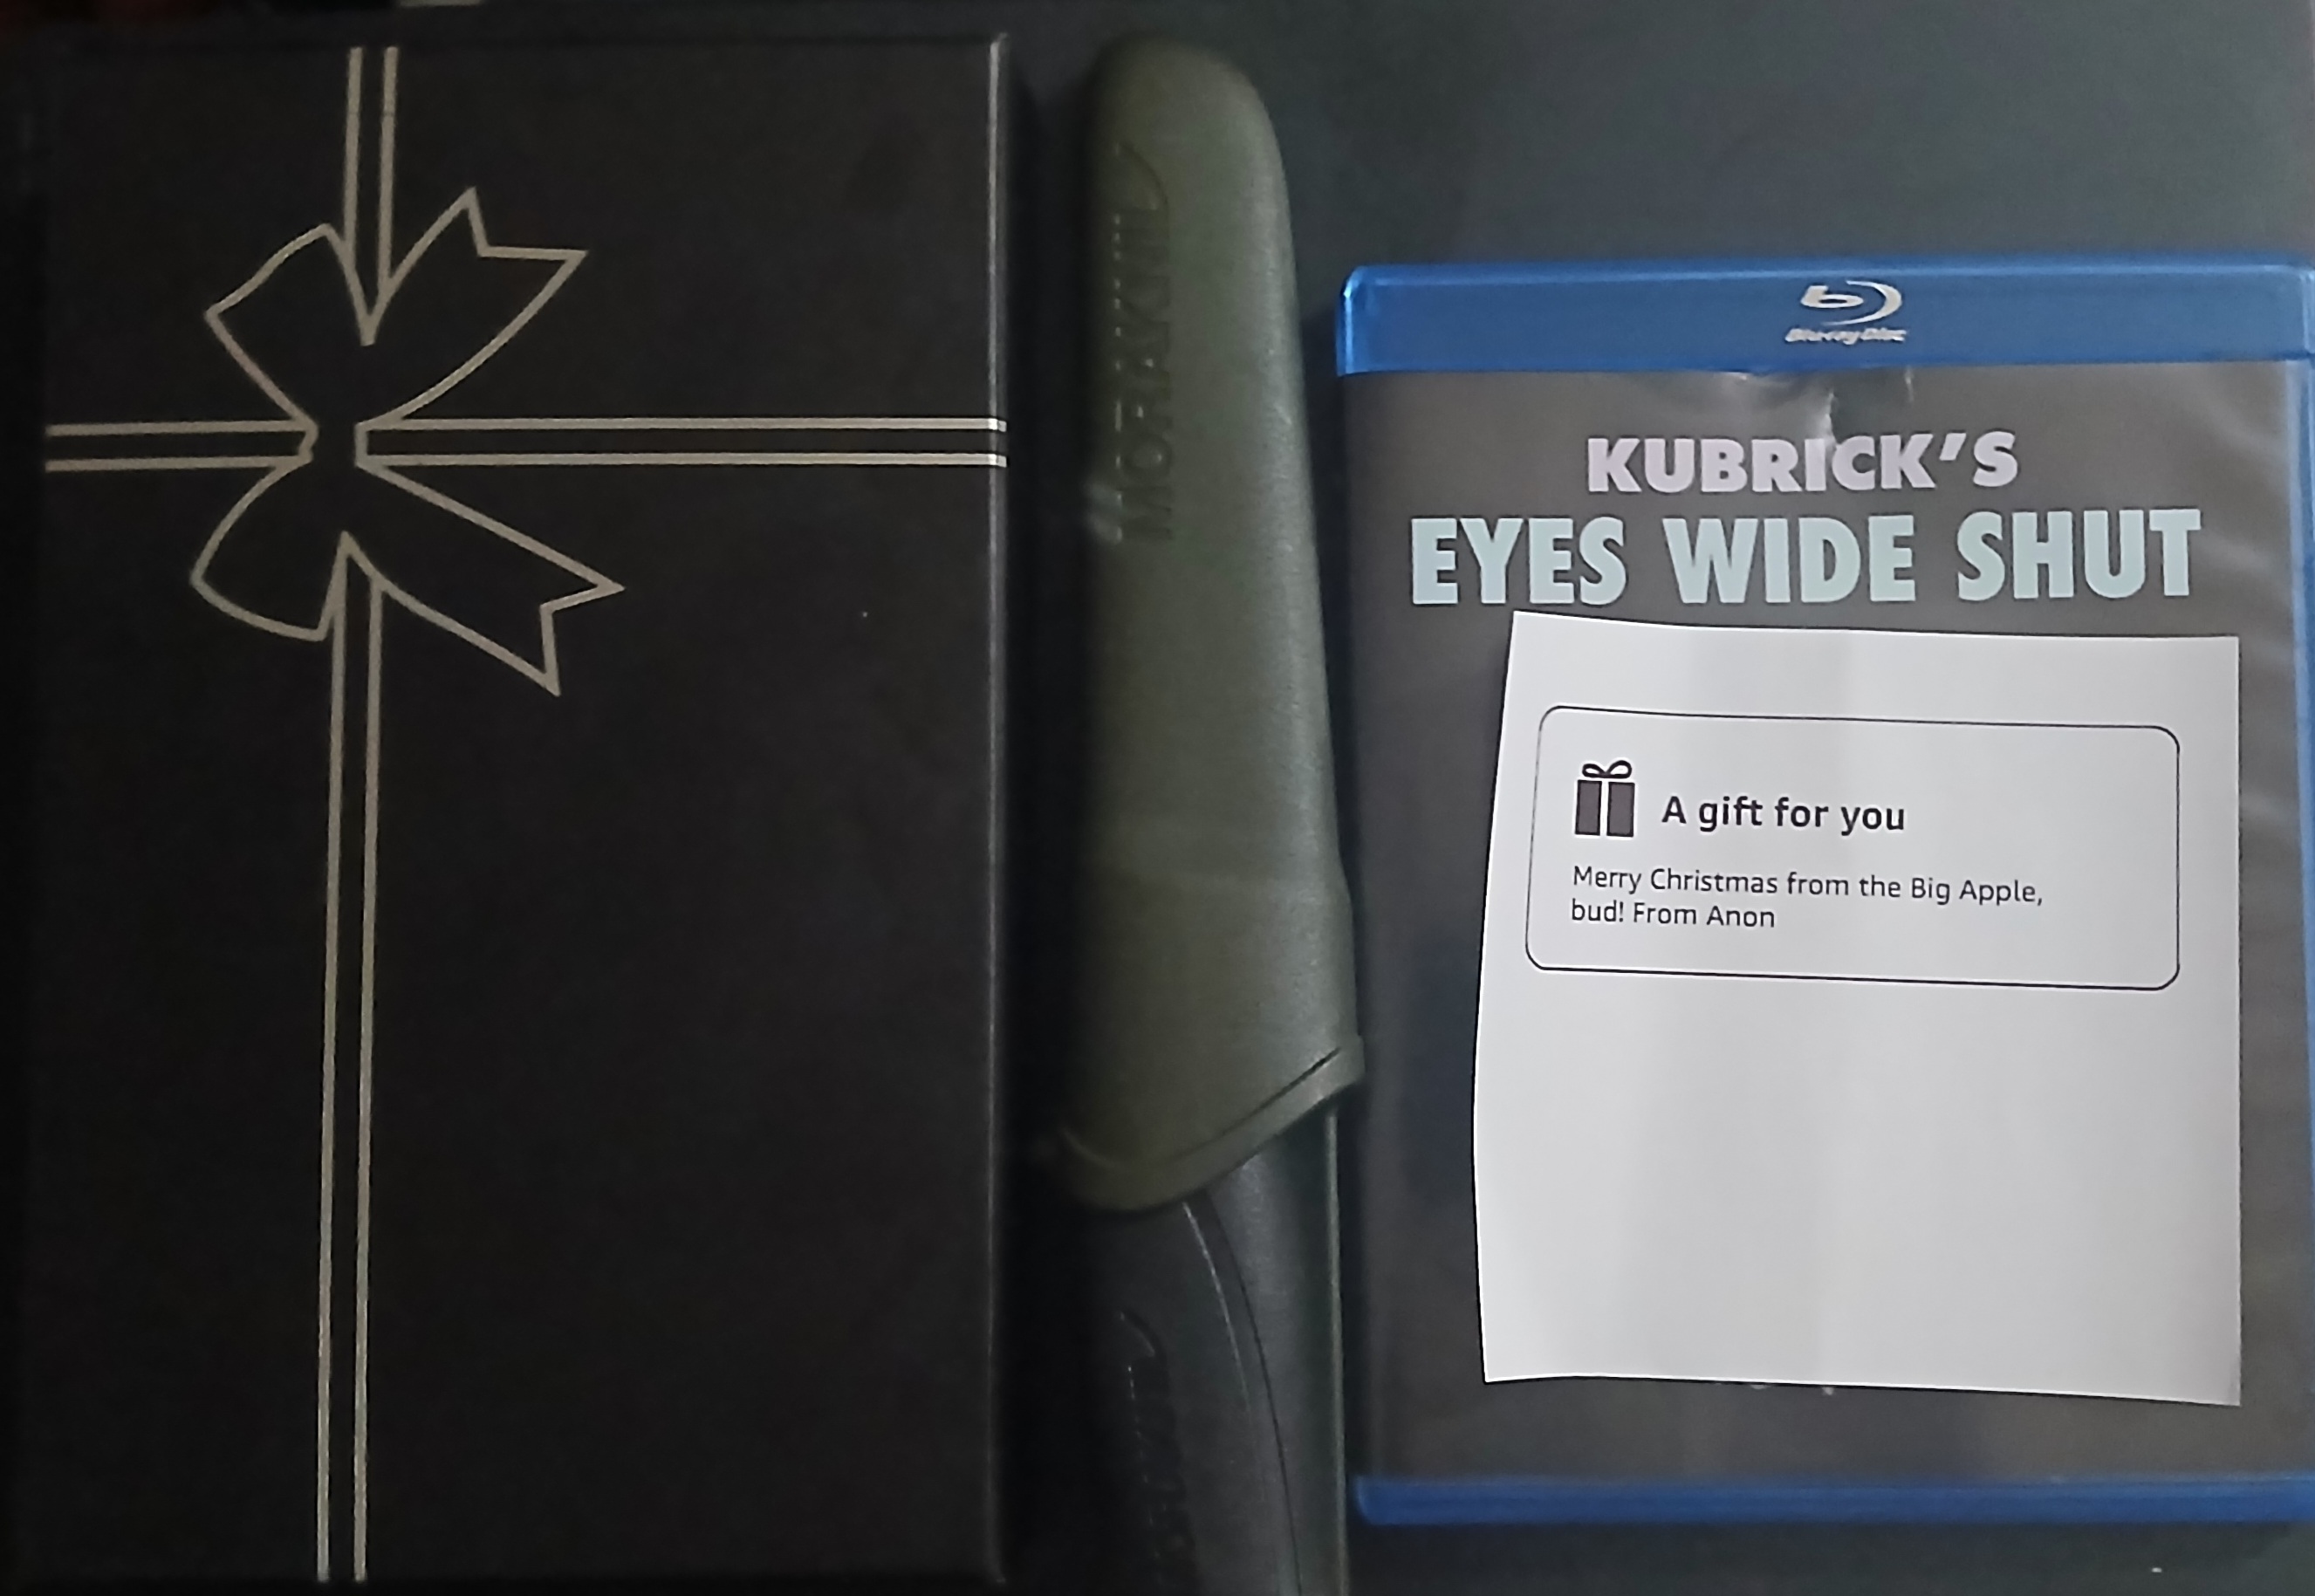 MORAKNIV
Blu-ray Disc
KUBRICK'S
EYES WIDE SHUT
A gift for you
Merry Christmas from the Big Apple,
bud! From Anon